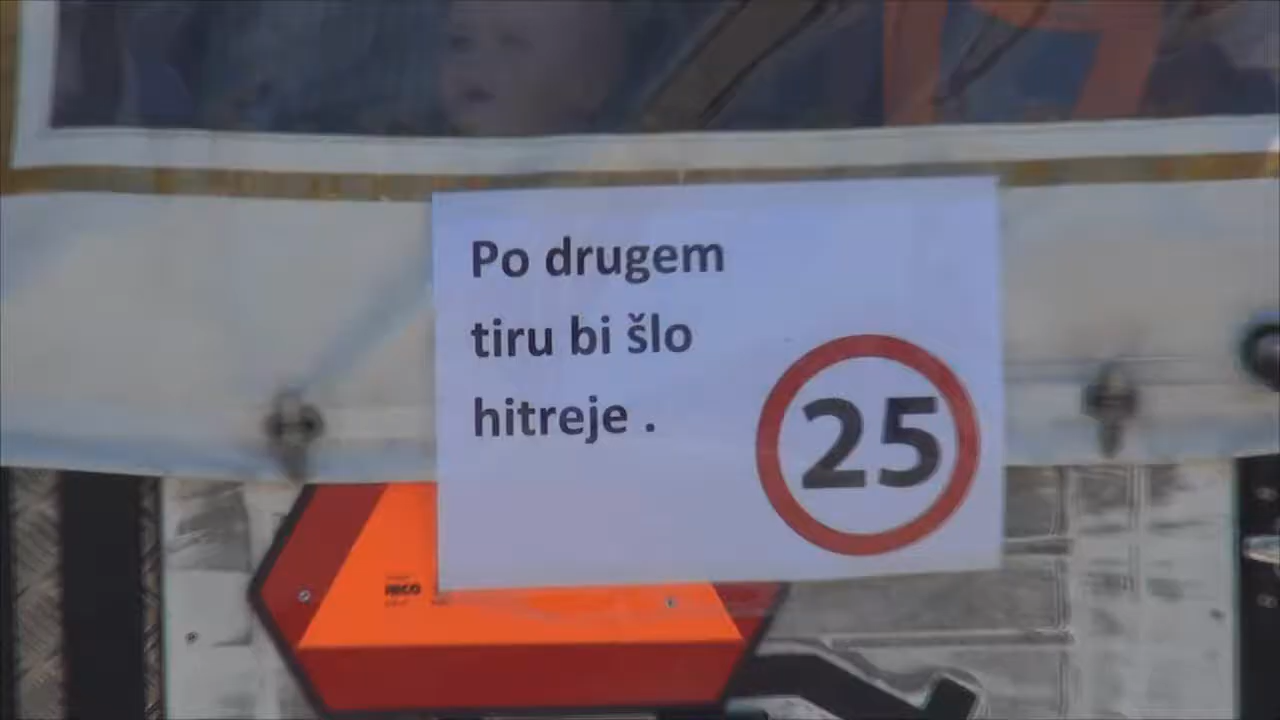 Po drugem
tiru bi šlo
hitreje .
25